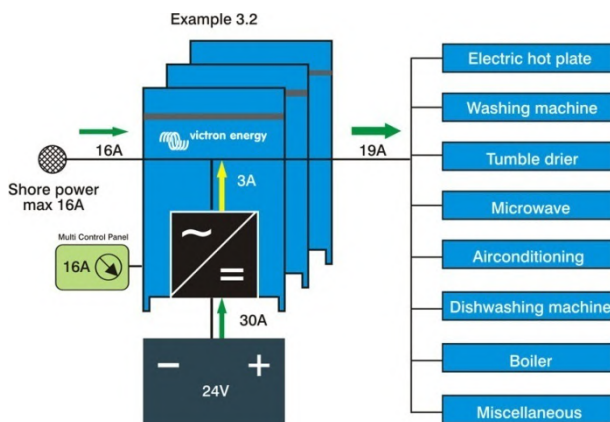 Example 3.2
victron energy
16A
19A
3A
Shore power
max 16A
Multi Control Panel
16A
30A
24V
Electric hot plate
Washing machine
Tumble drier
Microwave
Airconditioning
Dishwashing machine
Boiler
Miscellaneous